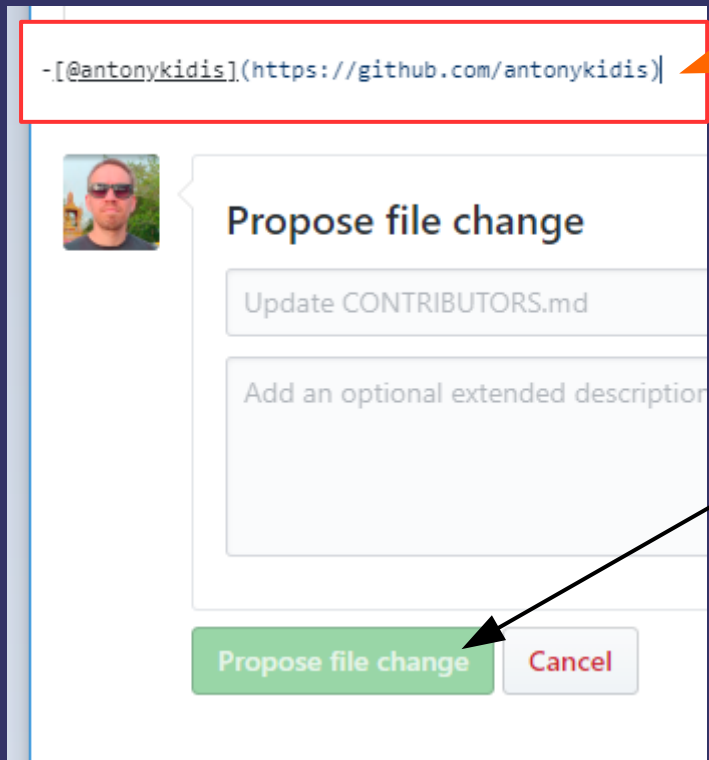 -[@antonykidis](https://github.com/antonykidis)
Propose file change
Update CONTRIBUTORS.md
Add an optional extended description
Propose file change
Cancel